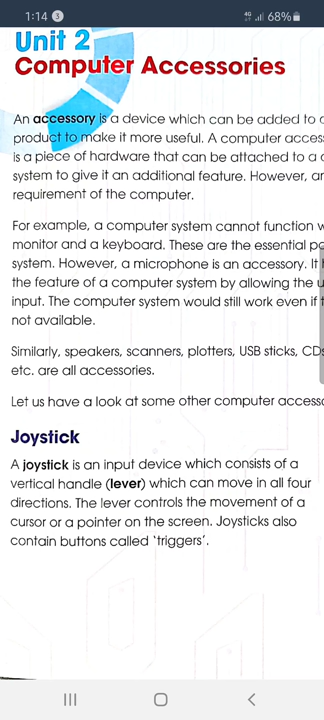 1:14 3 4G 68%
Unit 2
Computer Accessories
An accessory is a device which can be added to
product to make it more useful. A computer acces
is a piece of hardware that can be attached to a
system to give it an additional feature. However,
requirement of the computer.
For example, a computer system cannot function
monitor and a keyboard. These are the essential
system. However, a microphone is an accessory. It
the feature of a computer system by allowing the
input. The computer system would still work even if
not available.
Similarly, speakers, scanners, plotters, USB sticks, CDs
etc. are all accessories.
Let us have a look at some other computer access
Joystick
A joystick is an input device which consists of a
vertical handle (lever) which can move in all four
directions. The lever controls the movement of a
cursor or a pointer on the screen. Joysticks also
contain buttons called 'triggers'.